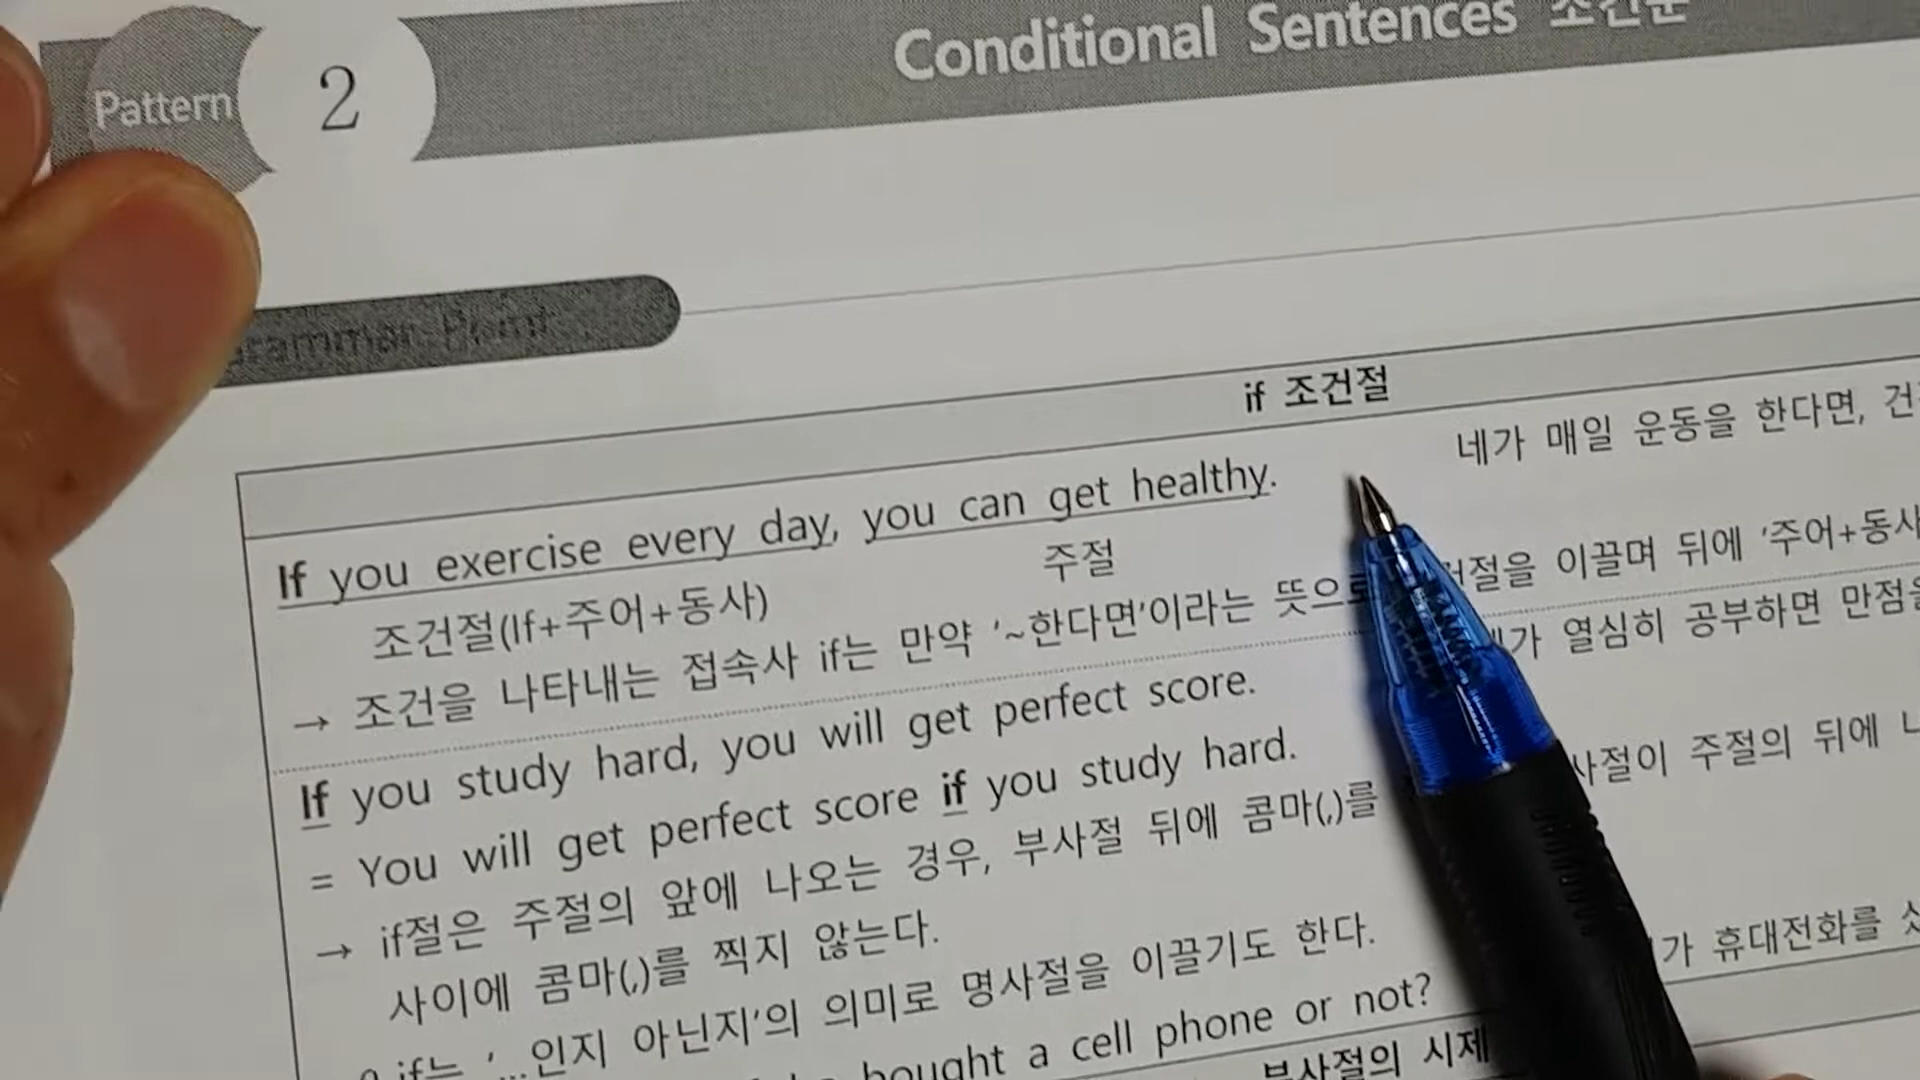 Pattern 2 Conditional Sentences 조건문
Grammar Point
if 조건절
If you exercise every day, you can get healthy. 네가 매일 운동을 한다면, 건
조건절(If+주어+동사) 주절
→ 조건을 나타내는 접속사 if는 만약 '~한다면'이라는 뜻으로 절을 이끌며 뒤에 '주어+동사
If you study hard, you will get perfect score. 가 열심히 공부하면 만점을
= You will get perfect score if you study hard.
→ if절은 주절의 앞에 나오는 경우, 부사절 뒤에 콤마(,)를 사절이 주절의 뒤에
사이에 콤마(,)를 찍지 않는다.
if는 '...인지 아닌지'의 의미로 명사절을 이끌기도 한다.
bought a cell phone or not? 가 휴대전화를
부사절의 시제